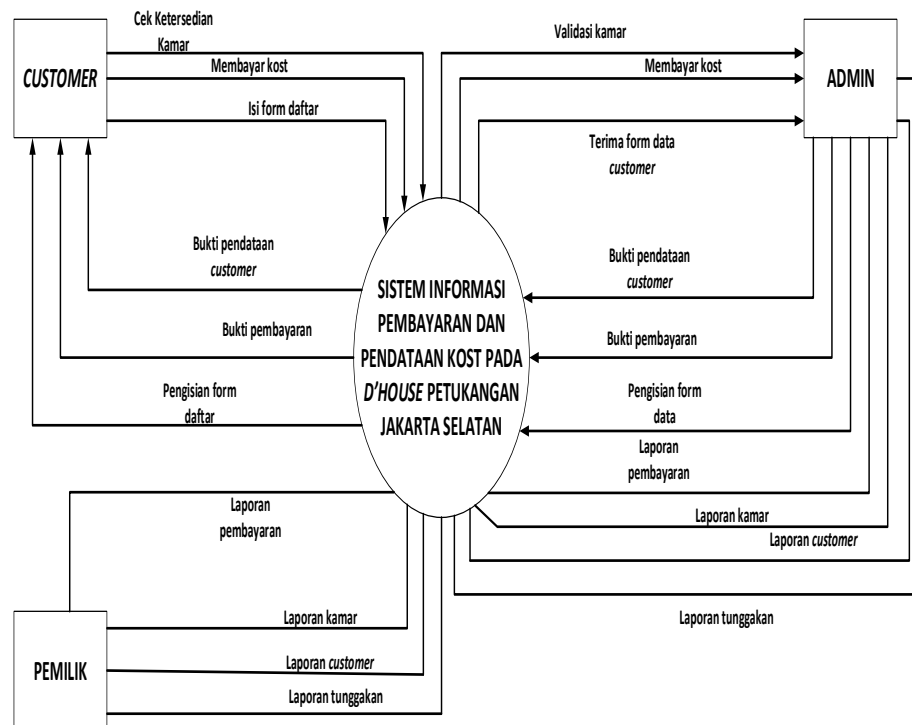 Cek Ketersedian
Kamar
Membayar kost
Isi form daftar
CUSTOMER
Validasi kamar
Membayar kost
Terima form data
customer
ADMIN
Bukti pendataan
customer
Bukti pembayaran
Pengisian form
daftar
SISTEM INFORMASI
PEMBAYARAN DAN
PENDATAAN KOST PADA
D'HOUSE PETUKANGAN
JAKARTA SELATAN
Bukti pendataan
customer
Bukti pembayaran
Pengisian form
data
Laporan
pembayaran
Laporan kamar
Laporan customer
Laporan tunggakan
Laporan
pembayaran
Laporan kamar
Laporan customer
Laporan tunggakan
PEMILIK